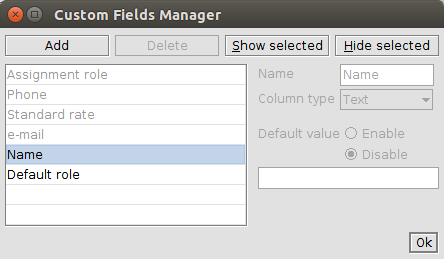 Custom Fields Manager
Add Delete Show selected Hide selected
Assignment role
Phone
Standard rate
e-mail
Name
Default role
Name Name
Column type Text
Default value Enable
Disable
Ok